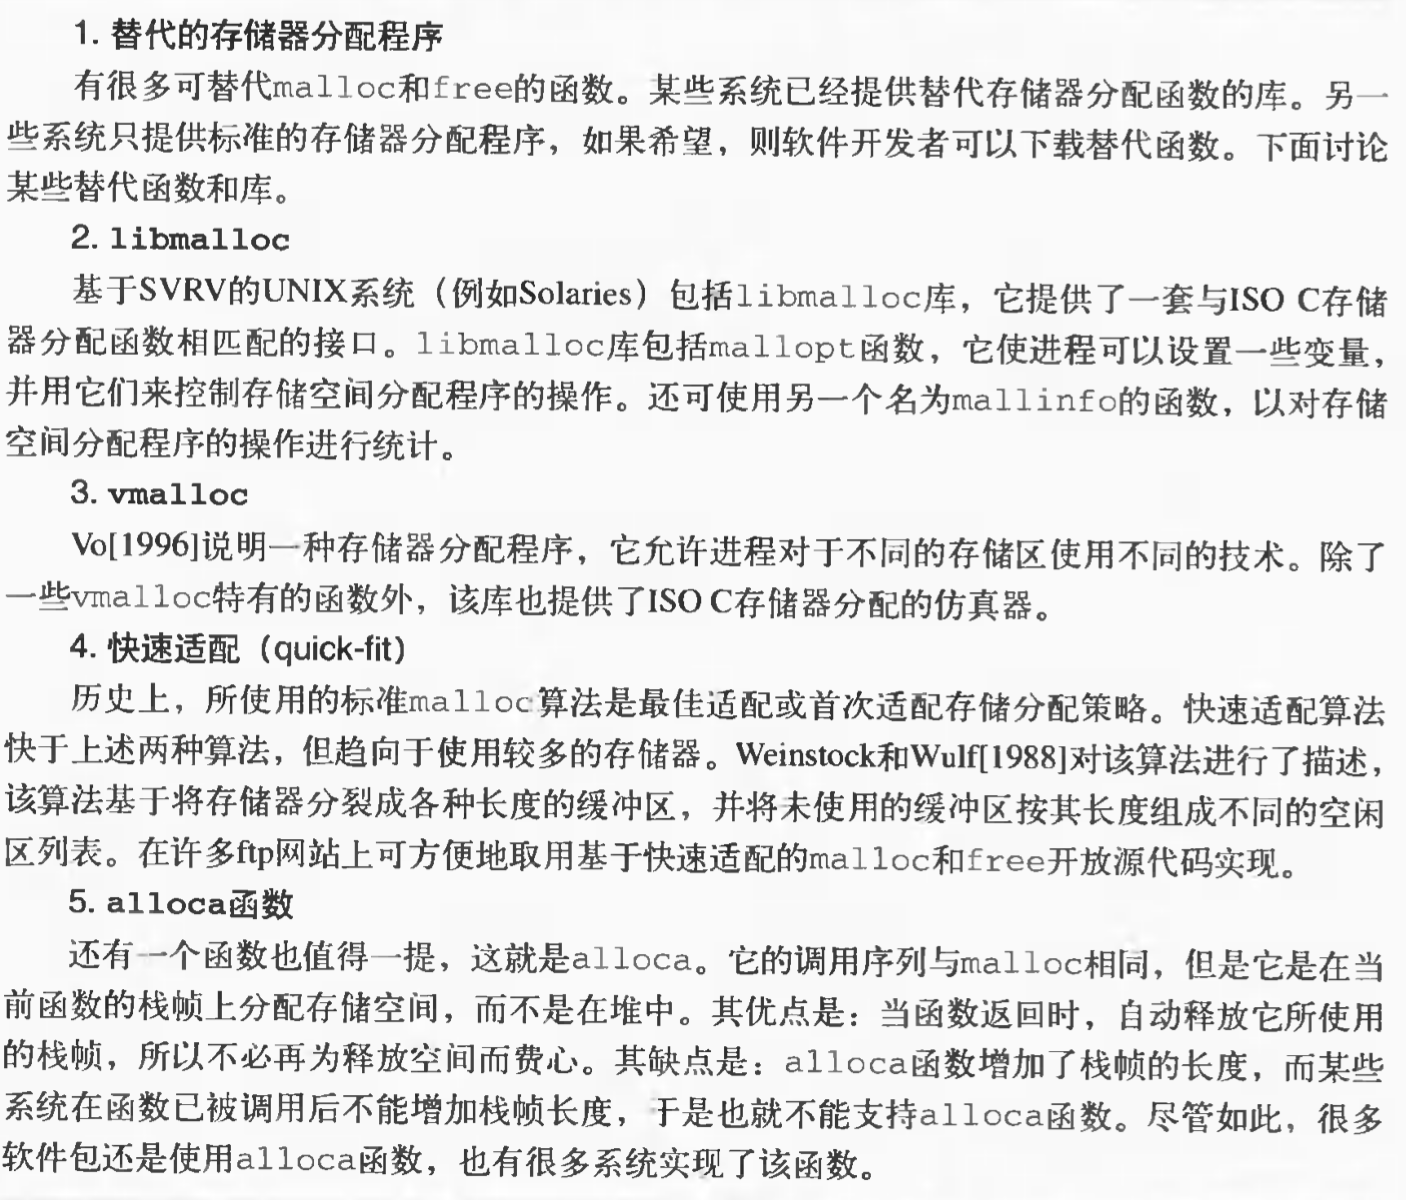 1. 替代的存储器分配程序
有很多可替代malloc和free的函数。某些系统已经提供替代存储器分配函数的库。另一
些系统只提供标准的存储器分配程序，如果希望，则软件开发者可以下载替代函数。下面讨论
某些替代函数和库。
2. libmalloc
基于SVRV的UNIX系统（例如Solaries）包括libmalloc库，它提供了一套与ISO C存储
器分配函数相匹配的接口。libmalloc库包括mallopt函数，它使进程可以设置一些变量，
并用它们来控制存储空间分配程序的操作。还可使用另一个名为mallinfo的函数，以对存储
空间分配程序的操作进行统计。
3. vmalloc
Vo[1996]说明一种存储器分配程序，它允许进程对于不同的存储区使用不同的技术。除了
一些vmalloc特有的函数外，该库也提供了ISO C存储器分配的仿真器。
4. 快速适配（quick-fit）
历史上，所使用的标准malloc算法是最佳适配或首次适配存储分配策略。快速适配算法
快于上述两种算法，但趋向于使用较多的存储器。Weinstock和Wulf[1988]对该算法进行了描述，
该算法基于将存储器分裂成各种长度的缓冲区，并将未使用的缓冲区按其长度组成不同的空闲
区列表。在许多ftp网站上可方便地取用基于快速适配的malloc和free开放源代码实现。
5. alloca函数
还有一个函数也值得一提，这就是alloca。它的调用序列与malloc相同，但是它是在当
前函数的栈帧上分配存储空间，而不是在堆中。其优点是：当函数返回时，自动释放它所使用
的栈帧，所以不必再为释放空间而费心。其缺点是：alloca函数增加了栈帧的长度，而某些
系统在函数已被调用后不能增加栈帧长度，于是也就不能支持alloca函数。尽管如此，很多
软件包还是使用alloca函数，也有很多系统实现了该函数。